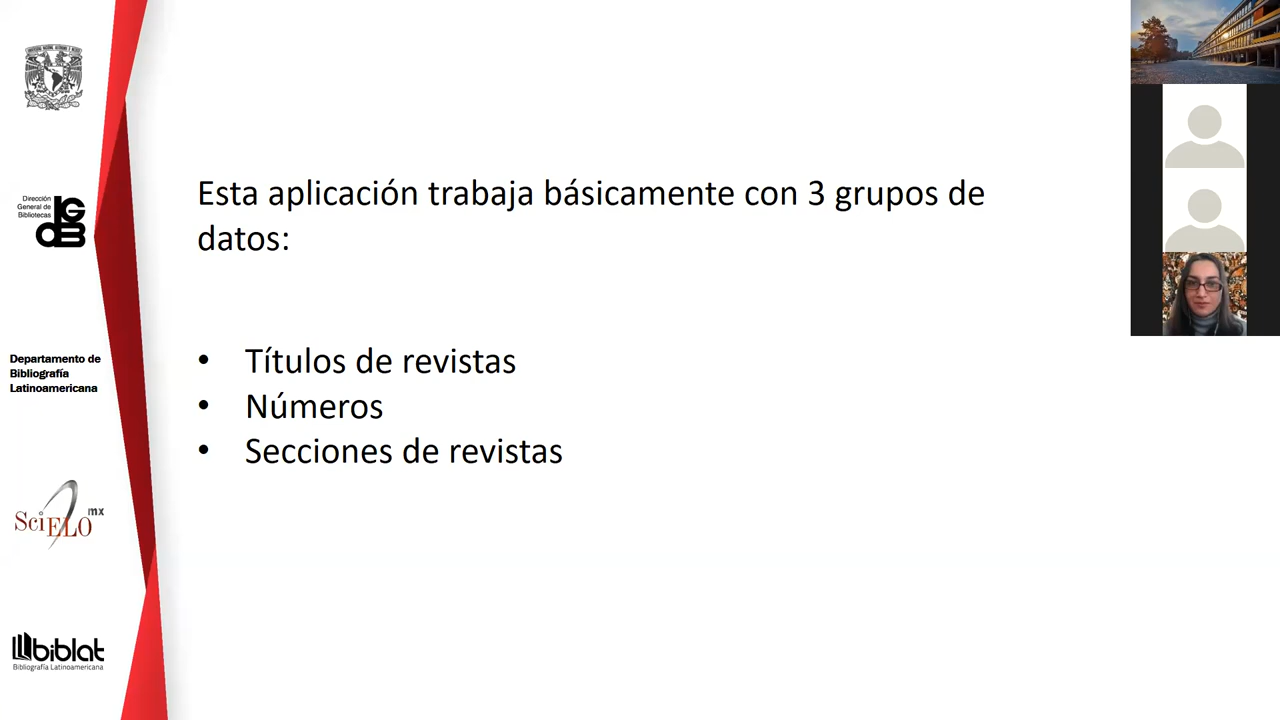 Esta aplicación trabaja básicamente con 3 grupos de
datos:
• Títulos de revistas
• Números
• Secciones de revistas
Dirección
General de
Bibliotecas
DGB
Departamento de
Bibliografía
Latinoamericana
SciELO
mx
biblat
Bibliografía Latinoamericana